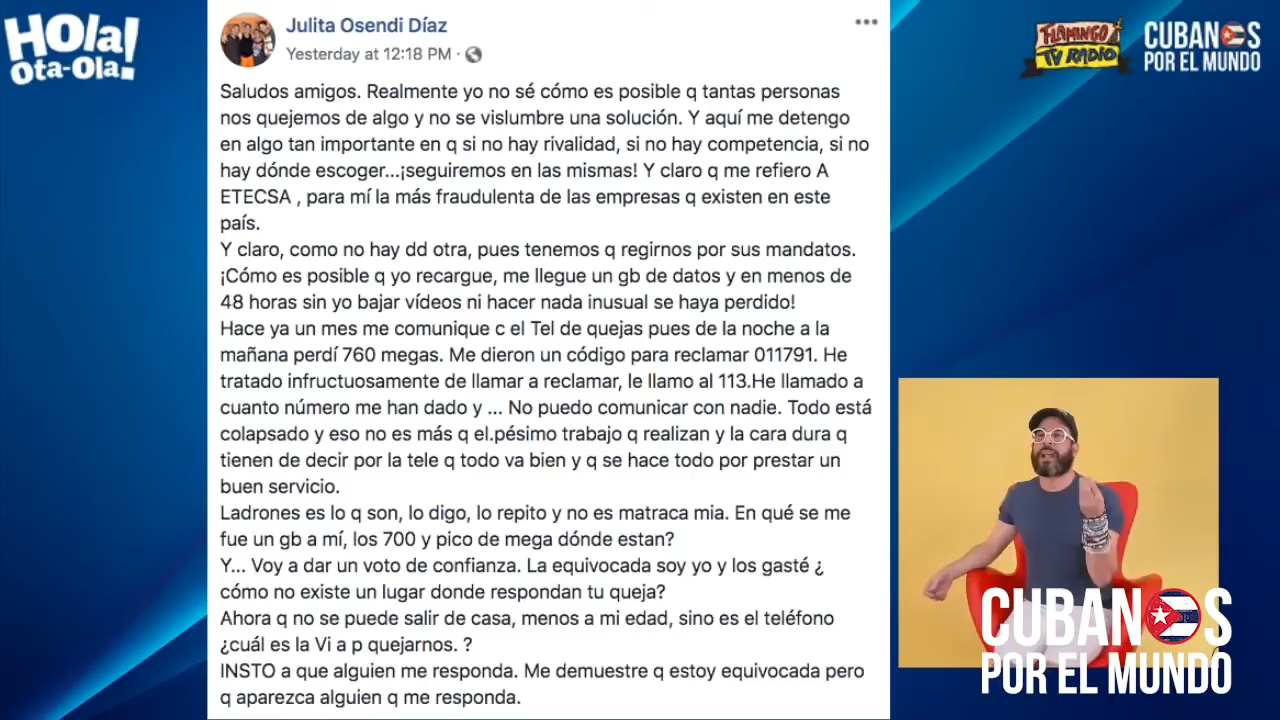 HOla!
Ota-Ola!
Julita Osendi Díaz
Yesterday at 12:18 PM ·
FLAMINGO
TV RADIO
CUBANOS
POR EL MUNDO
Saludos amigos. Realmente yo no sé cómo es posible q tantas personas
nos quejemos de algo y no se vislumbre una solución. Y aquí me detengo
en algo tan importante en q si no hay rivalidad, si no hay competencia, si no
hay dónde escoger...¡seguiremos en las mismas! Y claro q me refiero A
ETECSA , para mí la más fraudulenta de las empresas q existen en este
país.
Y claro, como no hay dd otra, pues tenemos q regirnos por sus mandatos.
¡Cómo es posible q yo recargue, me llegue un gb de datos y en menos de
48 horas sin yo bajar vídeos ni hacer nada inusual se haya perdido!
Hace ya un mes me comunique c el Tel de quejas pues de la noche a la
mañana perdí 760 megas. Me dieron un código para reclamar 011791. He
tratado infructuosamente de llamar a reclamar, le llamo al 113.He llamado a
cuanto número me han dado y ... No puedo comunicar con nadie. Todo está
colapsado y eso no es más q el.pésimo trabajo q realizan y la cara dura q
tienen de decir por la tele q todo va bien y q se hace todo por prestar un
buen servicio.
Ladrones es lo q son, lo digo, lo repito y no es matraca mia. En qué se me
fue un gb a mí, los 700 y pico de mega dónde estan?
Y... Voy a dar un voto de confianza. La equivocada soy yo y los gasté ¿
cómo no existe un lugar donde respondan tu queja?
Ahora q no se puede salir de casa, menos a mi edad, sino es el teléfono
¿cuál es la Vi a p quejarnos. ?
INSTO a que alguien me responda. Me demuestre q estoy equivocada pero
q aparezca alguien q me responda.
CUBANOS
POR EL MUNDO